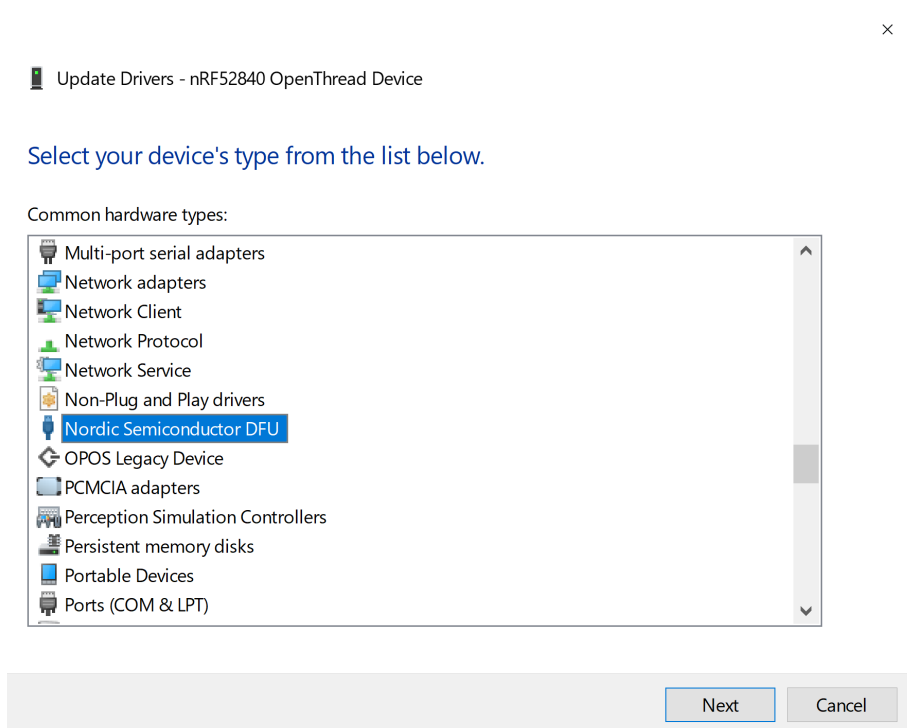 Update Drivers - nRF52840 OpenThread Device
Select your device's type from the list below.
Common hardware types:
Multi-port serial adapters
Network adapters
Network Client
Network Protocol
Network Service
Non-Plug and Play drivers
Nordic Semiconductor DFU
OPOS Legacy Device
PCMCIA adapters
Perception Simulation Controllers
Persistent memory disks
Portable Devices
Ports (COM & LPT)
Next
Cancel